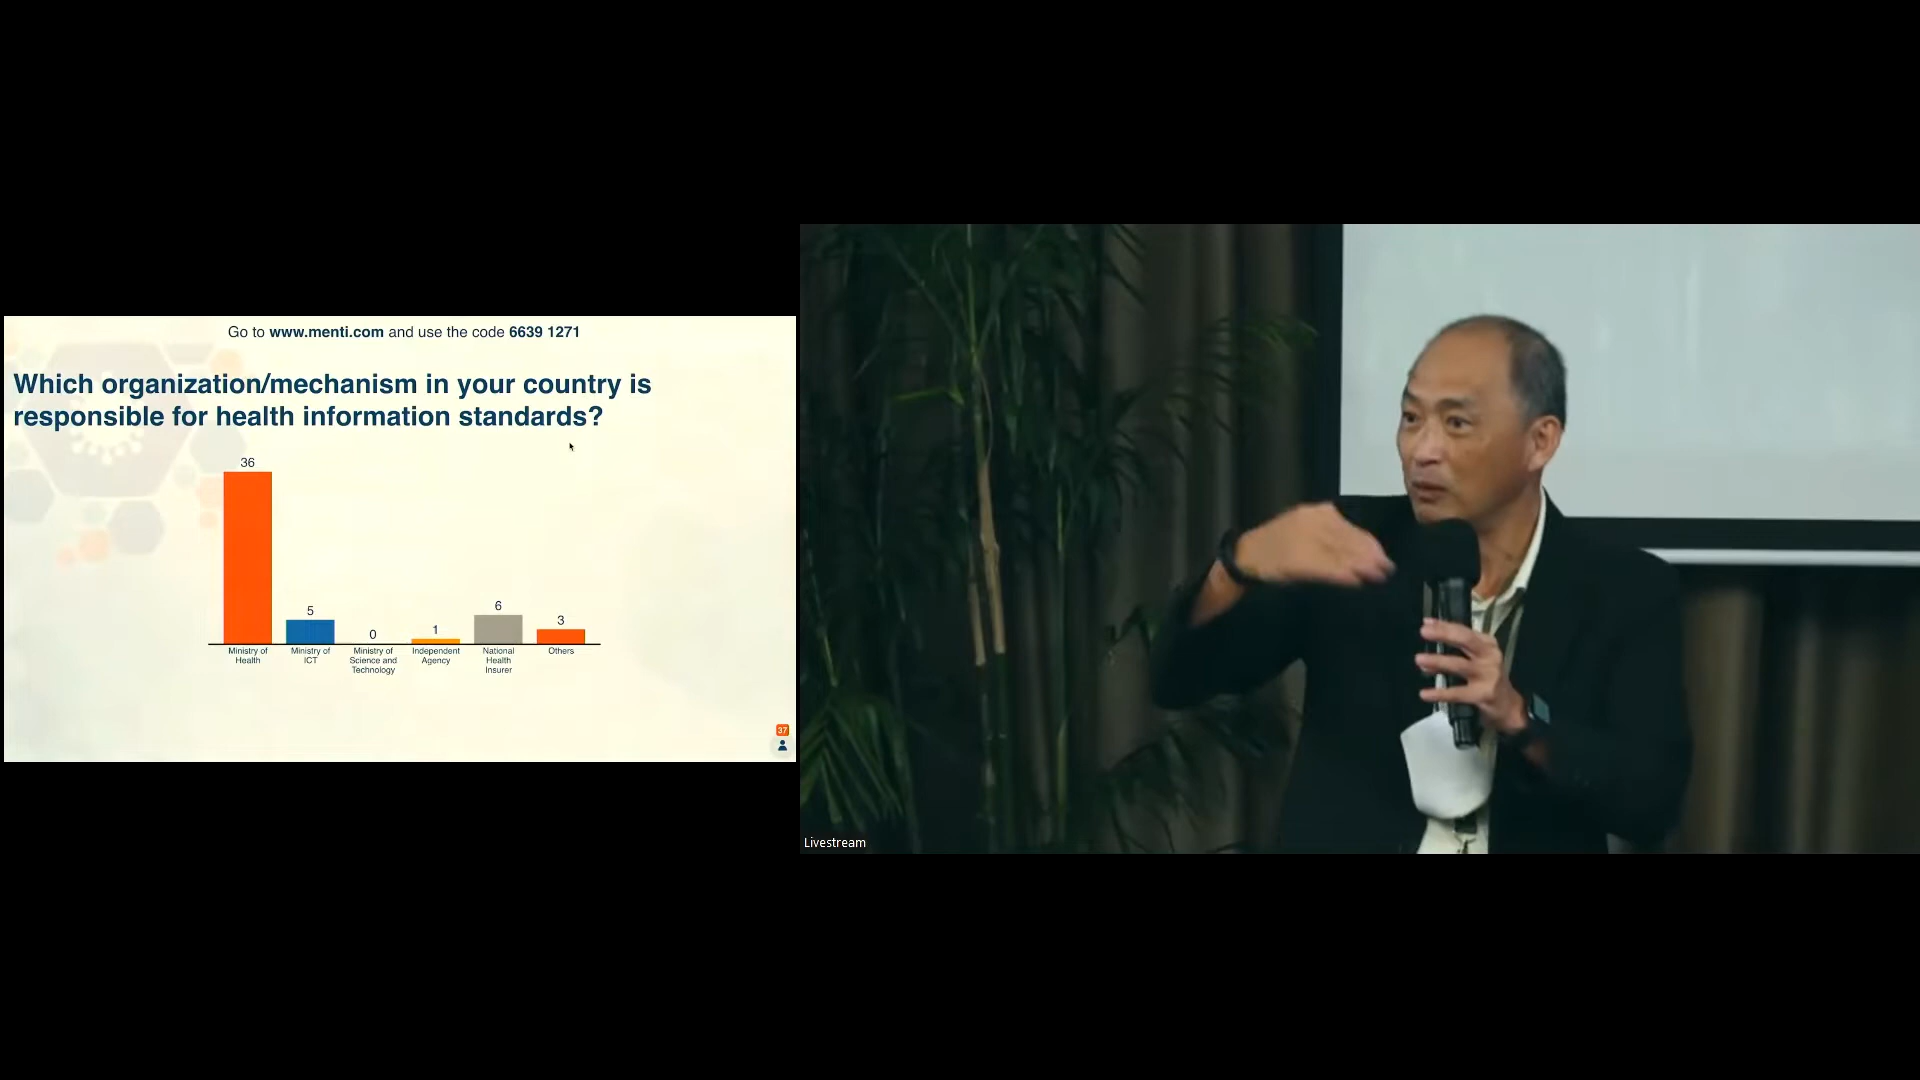 Go to www.menti.com and use the code 6639 1271
Which organization/mechanism in your country is
responsible for health information standards?
36
5
0
1
6
3
Ministry of
Health
Ministry of
ICT
Ministry of
Science and
Technology
Independent
Agency
National
Health
Insurer
Others
37
Livestream